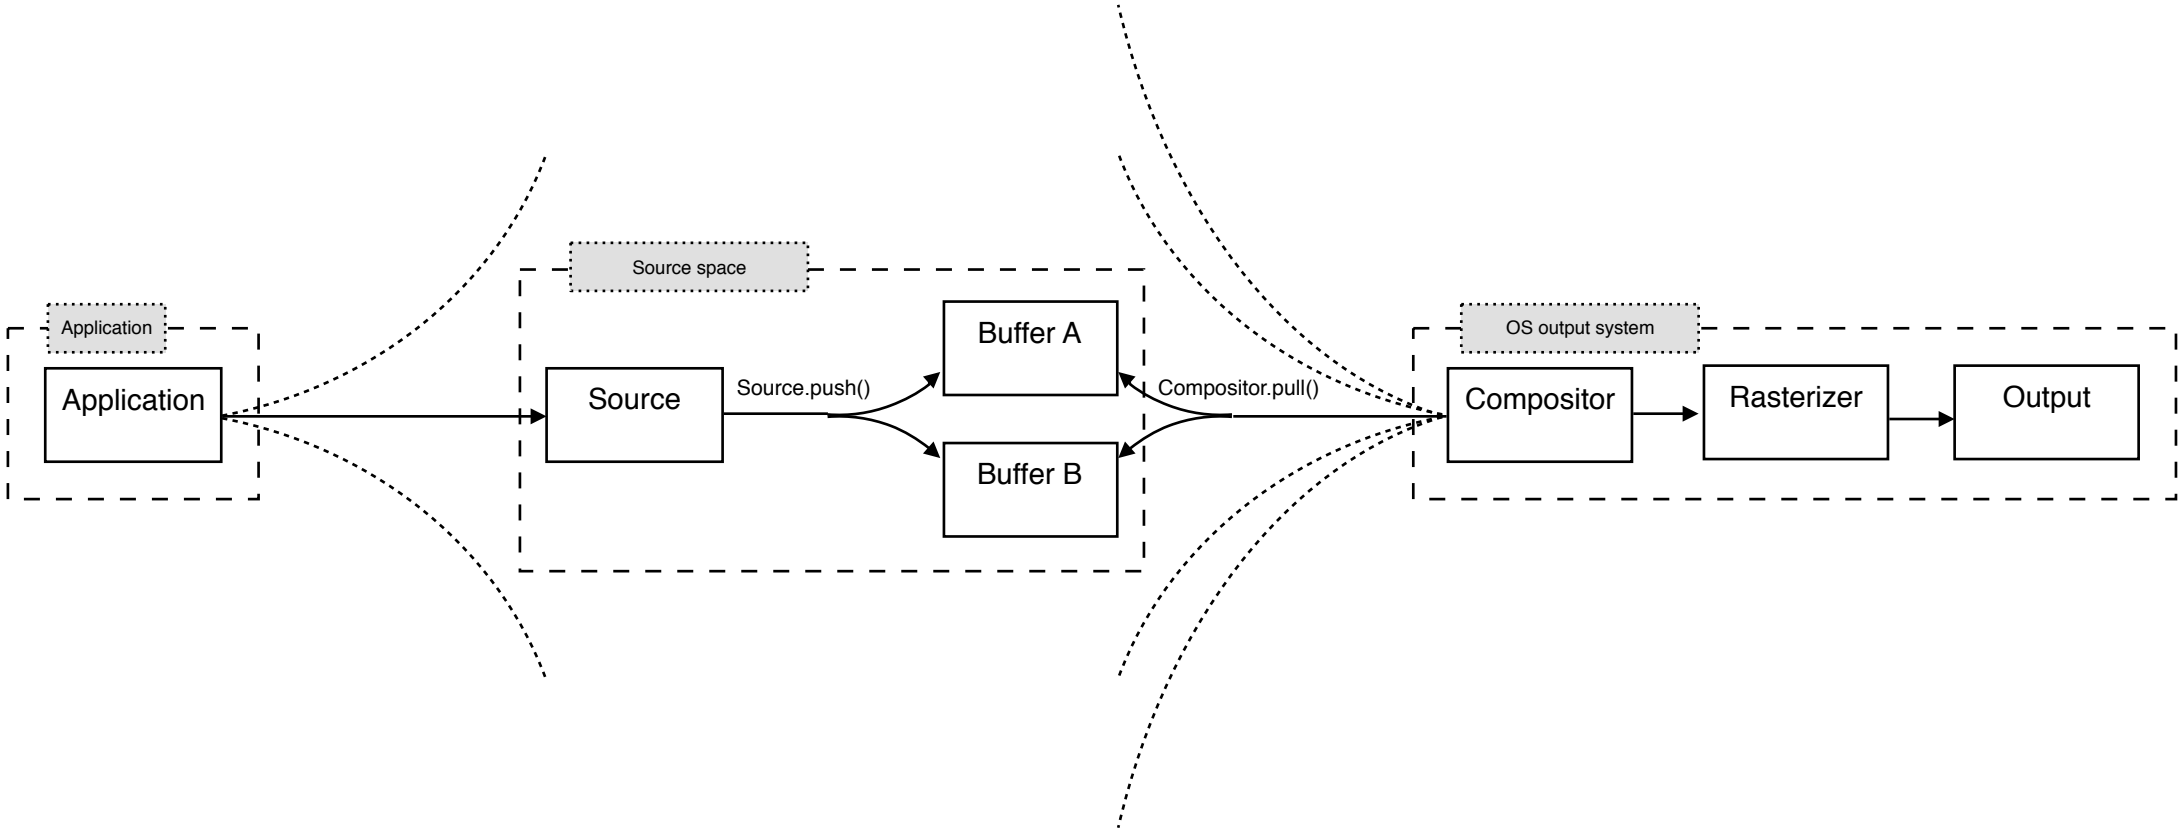 Source space
Application
OS output system
Buffer A
Application
Source
Source.push()
Compositor.pull()
Compositor
Rasterizer
Output
Buffer B